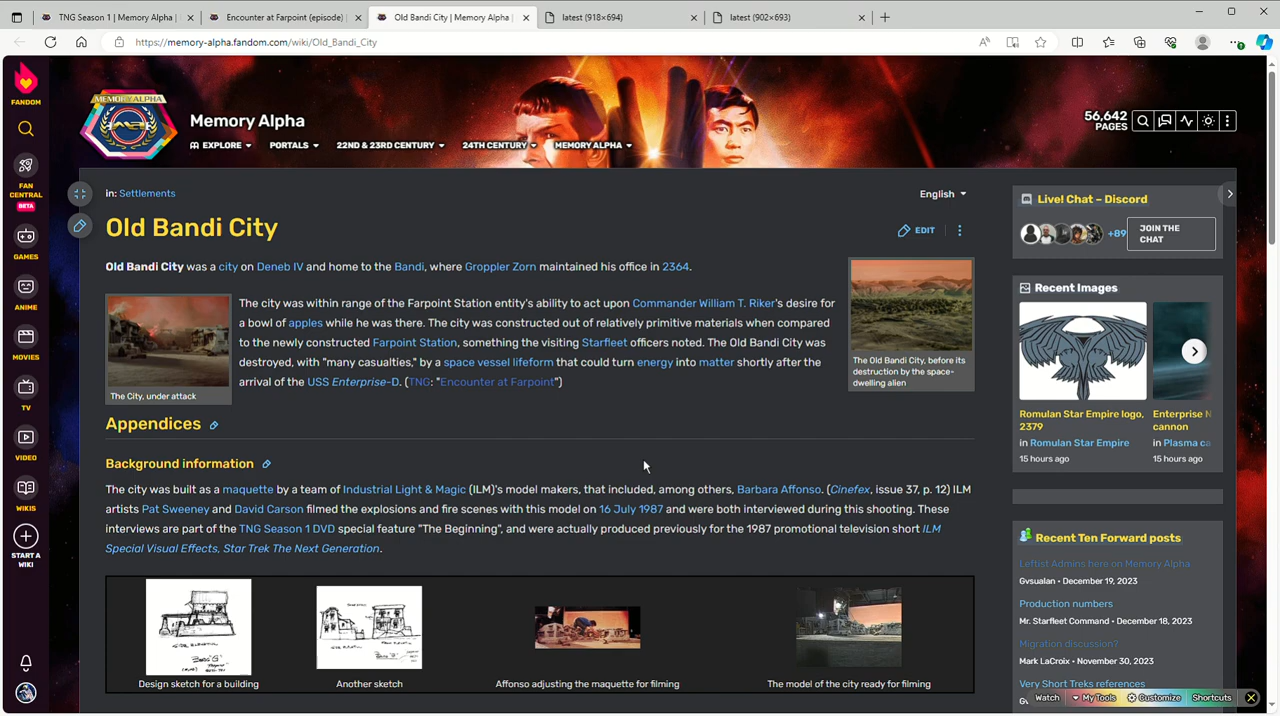 TNG Season 1 | Memory Alpha |
Encounter at Farpoint (episode) |
Old Bandi City | Memory Alpha |
latest (918×694)
latest (902×693)
https://memory-alpha.fandom.com/wiki/Old_Bandi_City
FANDOM
FAN CENTRAL
BETA
GAMES
ANIME
MOVIES
TV
VIDEO
WIKIS
START A WIKI
MEMORY ALPHA
Memory Alpha
EXPLORE
PORTALS
22ND & 23RD CENTURY
24TH CENTURY
MEMORY ALPHA
56,642
PAGES
in: Settlements
English
Old Bandi City
EDIT
Old Bandi City was a city on Deneb IV and home to the Bandi, where Groppler Zorn maintained his office in 2364.
The City, under attack
The city was within range of the Farpoint Station entity's ability to act upon Commander William T. Riker's desire for
a bowl of apples while he was there. The city was constructed out of relatively primitive materials when compared
to the newly constructed Farpoint Station, something the visiting Starfleet officers noted. The Old Bandi City was
destroyed, with "many casualties," by a space vessel lifeform that could turn energy into matter shortly after the
arrival of the USS Enterprise-D. (TNG: "Encounter at Farpoint")
The Old Bandi City, before its
destruction by the space-
dwelling alien
Appendices
Background information
The city was built as a maquette by a team of Industrial Light & Magic (ILM)'s model makers, that included, among others, Barbara Affonso. (Cinefex, issue 37, p. 12) ILM
artists Pat Sweeney and David Carson filmed the explosions and fire scenes with this model on 16 July 1987 and were both interviewed during this shooting. These
interviews are part of the TNG Season 1 DVD special feature "The Beginning", and were actually produced previously for the 1987 promotional television short ILM
Special Visual Effects, Star Trek The Next Generation.
Design sketch for a building
Another sketch
Affonso adjusting the maquette for filming
The model of the city ready for filming
Live! Chat – Discord
+89
JOIN THE
CHAT
Recent Images
Romulan Star Empire logo,
2379
in Romulan Star Empire
15 hours ago
Enterprise N
cannon
in Plasma ca
15 hours ago
Recent Ten Forward posts
Leftist Admins here on Memory Alpha
Gvsualan • December 19, 2023
Production numbers
Mr. Starfleet Command • December 18, 2023
Migration discussion?
Mark LaCroix • November 30, 2023
Very Short Treks references
Watch
My Tools
Customize
Shortcuts